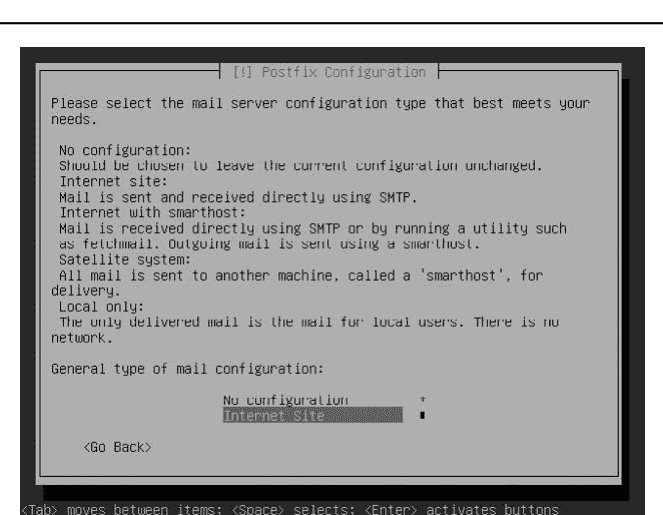 [!] Postfix Configuration
Please select the mail server configuration type that best meets your
needs.
No configuration:
Should be chosen to leave the current configuration unchanged.
Internet site:
Mail is sent and received directly using SMTP.
Internet with smarthost:
Mail is received directly using SMTP or by running a utility such
as fetchmail. Outgoing mail is sent using a smarthost.
Satellite system:
All mail is sent to another machine, called a 'smarthost', for
delivery.
Local only:
The only delivered mail is the mail for local users. There is no
network.
General type of mail configuration:
No configuration
Internet Site
<Go Back>
<Tab> moves between items; <Space> selects; <Enter> activates buttons